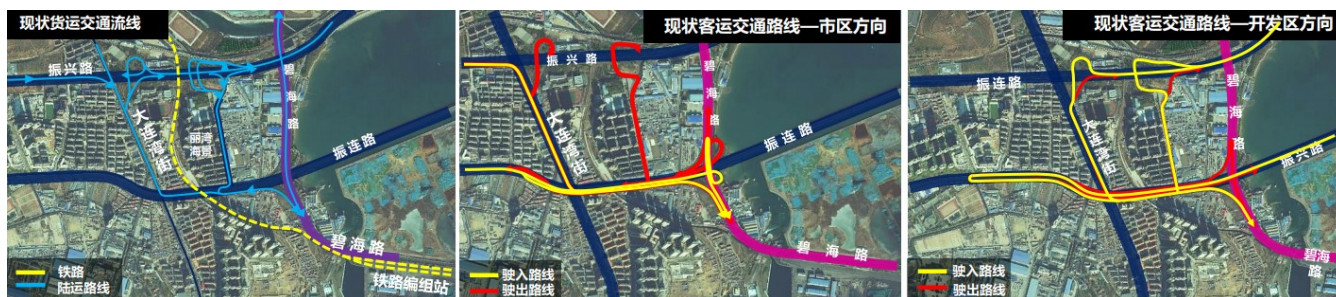 现状货运交通流线
振兴路
碧海路
大连湾街
丽湾
海景
振连路
碧海路
铁路编组站
铁路
陆运路线
现状客运交通路线—市区方向
振兴路
碧海路
大连湾街
振连路
碧海路
驶入路线
驶出路线
现状客运交通路线—开发区方向
振连路
碧海路
大连湾街
振兴路
碧海
路
驶入路线
驶出路线